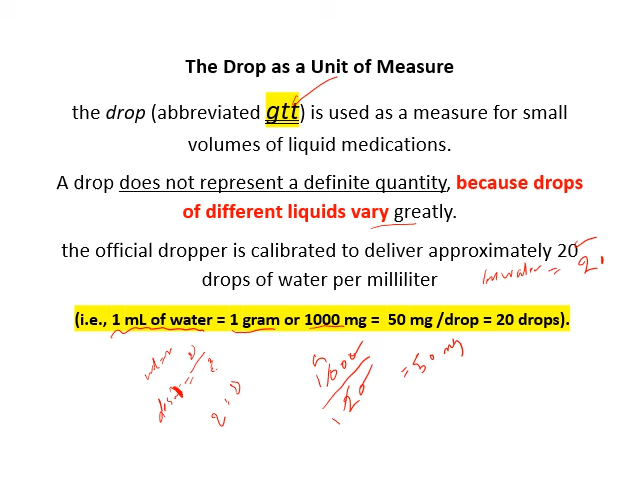 The Drop as a Unit of Measure
the drop (abbreviated gtt) is used as a measure for small
volumes of liquid medications.
A drop does not represent a definite quantity, because drops
of different liquids vary greatly.
the official dropper is calibrated to deliver approximately 20
drops of water per milliliter
(i.e., 1 mL of water = 1 gram or 1000 mg = 50 mg /drop = 20 drops).
= 50 mg